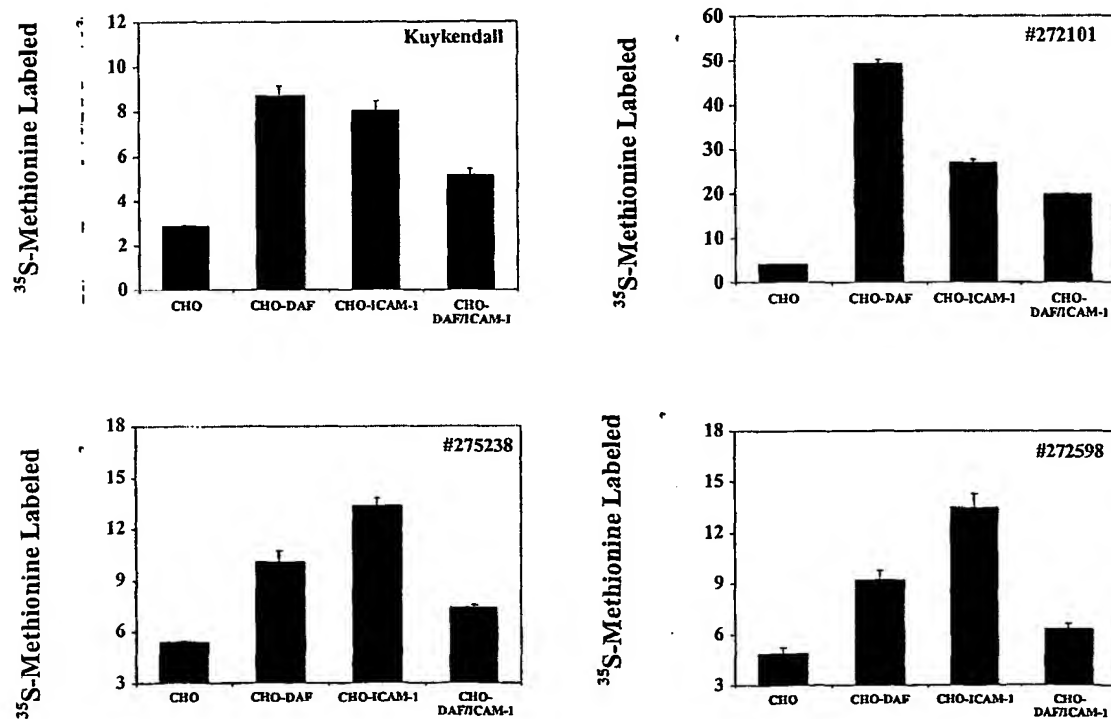 ³⁵S-Methionine Labeled
Kuykendall
12
10
8
6
4
2
0
CHO
CHO-DAF
CHO-ICAM-1
CHO-
DAF/ICAM-1
³⁵S-Methionine Labeled
#272101
60
50
40
30
20
10
0
CHO
CHO-DAF
CHO-ICAM-1
CHO-
DAF/ICAM-1
³⁵S-Methionine Labeled
#275238
18
15
12
9
6
3
CHO
CHO-DAF
CHO-ICAM-1
CHO-
DAF/ICAM-1
³⁵S-Methionine Labeled
#272598
18
15
12
9
6
3
CHO
CHO-DAF
CHO-ICAM-1
CHO-
DAF/ICAM-1